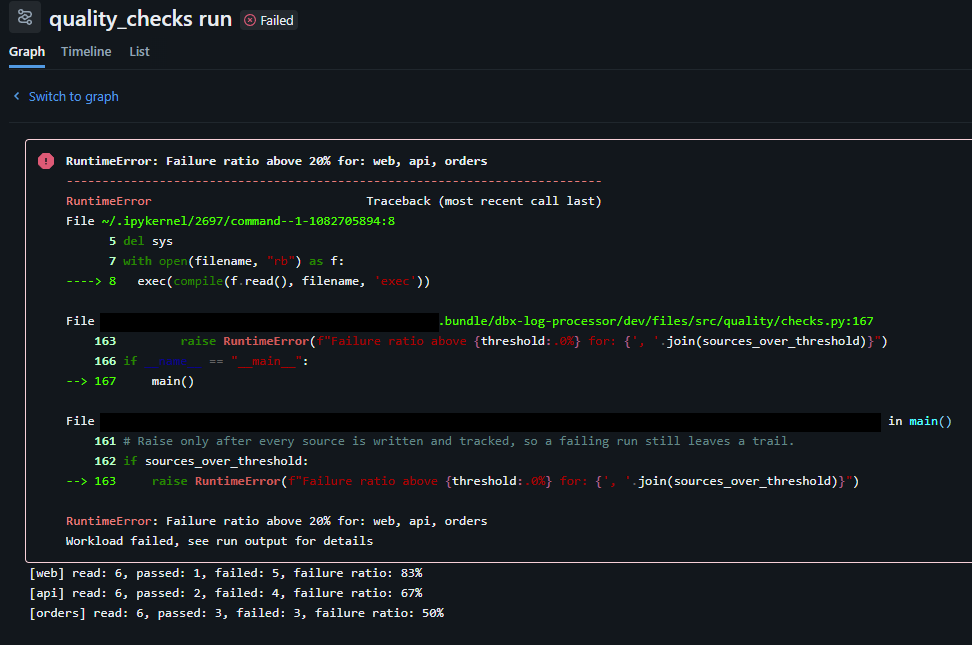 quality_checks run Failed
Graph Timeline List
Switch to graph
RuntimeError: Failure ratio above 20% for: web, api, orders
---------------------------------------------------------------------------
RuntimeError Traceback (most recent call last)
File ~/.ipykernel/2697/command--1-1082705894:8
5 del sys
7 with open(filename, "rb") as f:
----> 8 exec(compile(f.read(), filename, 'exec'))
File .bundle/dbx-log-processor/dev/files/src/quality/checks.py:167
163 raise RuntimeError(f"Failure ratio above {threshold:.0%} for: {', '.join(sources_over_threshold)}")
166 if == "__main__":
--> 167 main()
File in main()
161 # Raise only after every source is written and tracked, so a failing run still leaves a trail.
162 if sources_over_threshold:
--> 163 raise RuntimeError(f"Failure ratio above {threshold:.0%} for: {', '.join(sources_over_threshold)}")
RuntimeError: Failure ratio above 20% for: web, api, orders
Workload failed, see run output for details
[web] read: 6, passed: 1, failed: 5, failure ratio: 83%
[api] read: 6, passed: 2, failed: 4, failure ratio: 67%
[orders] read: 6, passed: 3, failed: 3, failure ratio: 50%